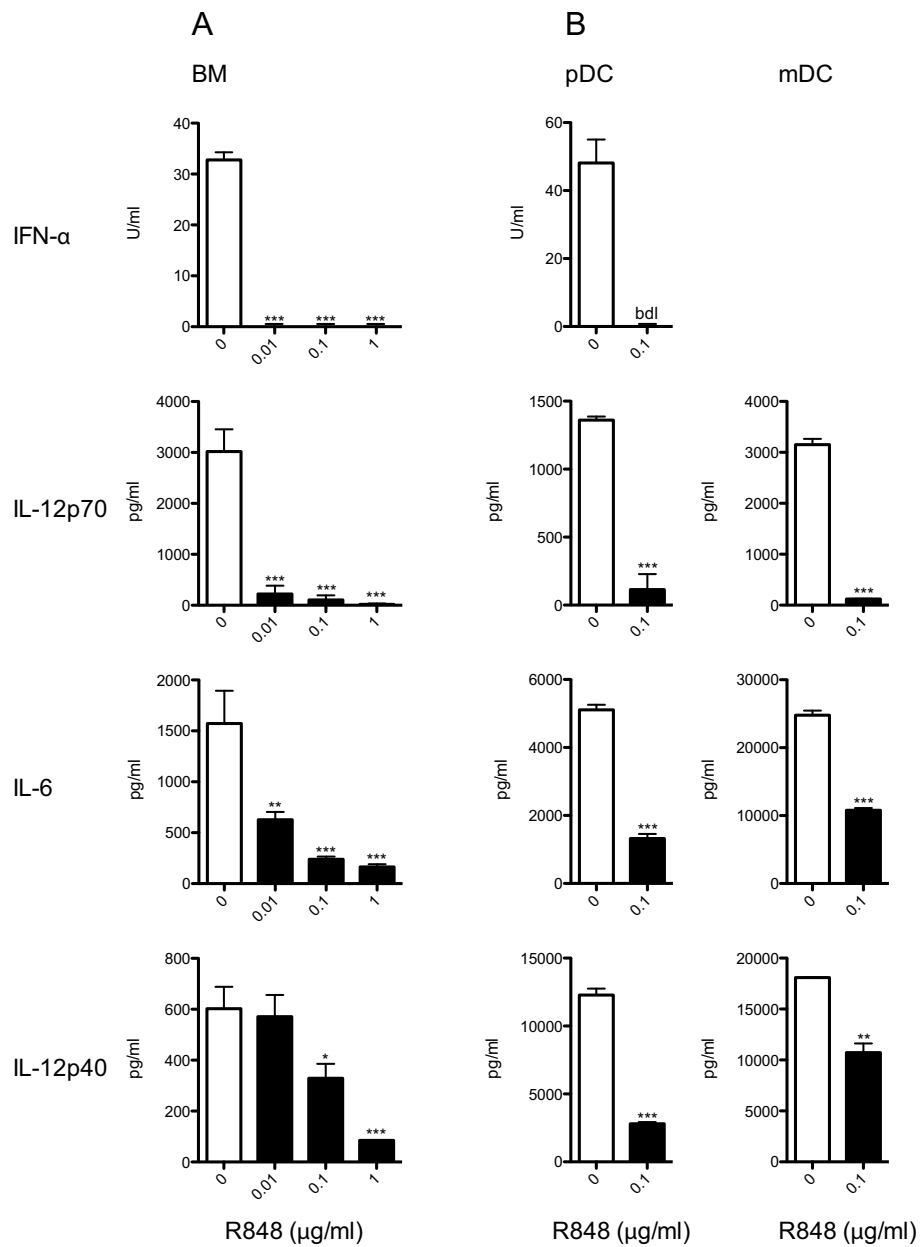 A
B
BM
pDC
mDC
IFN-α
U/ml
40
30
20
10
0
*** *** ***
0 0.01 0.1 1
U/ml
60
40
20
0
bdl
0 0.1
IL-12p70
pg/ml
4000
3000
2000
1000
0
*** *** ***
0 0.01 0.1 1
pg/ml
1500
1000
500
0
***
0 0.1
pg/ml
4000
3000
2000
1000
0
***
0 0.1
IL-6
pg/ml
2000
1500
1000
500
0
** *** ***
0 0.01 0.1 1
pg/ml
6000
4000
2000
0
***
0 0.1
pg/ml
30000
20000
10000
0
***
0 0.1
IL-12p40
pg/ml
800
600
400
200
0
* ***
0 0.01 0.1 1
pg/ml
15000
10000
5000
0
***
0 0.1
pg/ml
20000
15000
10000
5000
0
**
0 0.1
R848 (µg/ml)
R848 (µg/ml)
R848 (µg/ml)